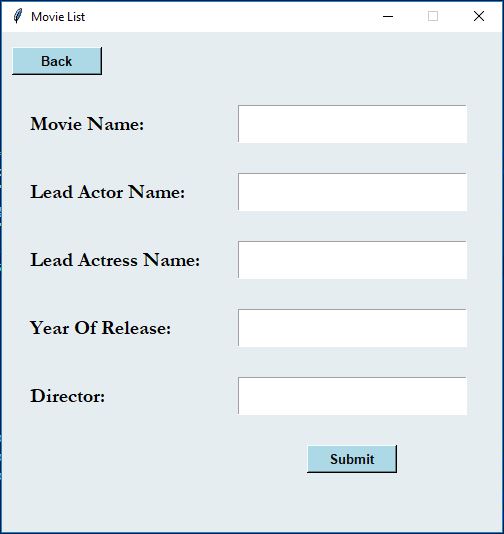 Movie List
Back
Movie Name:
Lead Actor Name:
Lead Actress Name:
Year Of Release:
Director:
Submit